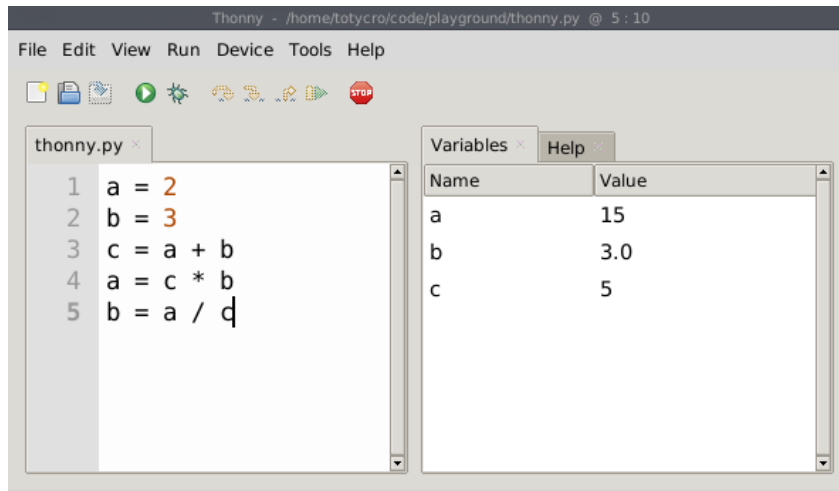 Thonny - /home/totycro/code/playground/thonny.py @ 5:10
File Edit View Run Device Tools Help
STOP
thonny.py
1 a = 2
2 b = 3
3 c = a + b
4 a = c * b
5 b = a / c
Variables Help
Name Value
a 15
b 3.0
c 5